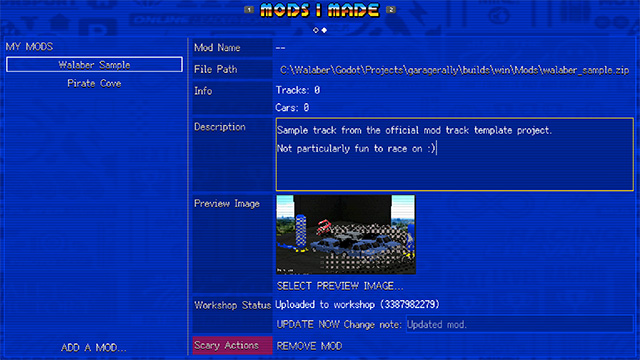 1 MODS I MADE 2
MY MODS
Walaber Sample
Pirate Cove
ADD A MOD...
Mod Name --
File Path C:\Walaber\Godot\Projects\garagerally\builds\win\Mods\walaber_sample.zip
Info Tracks: 0
Cars: 0
Description Sample track from the official mod track template project.
Not particularly fun to race on :)
Preview Image
SELECT PREVIEW IMAGE...
Workshop Status Uploaded to workshop (3387982279)
UPDATE NOW Change note: Updated mod.
Scary Actions REMOVE MOD